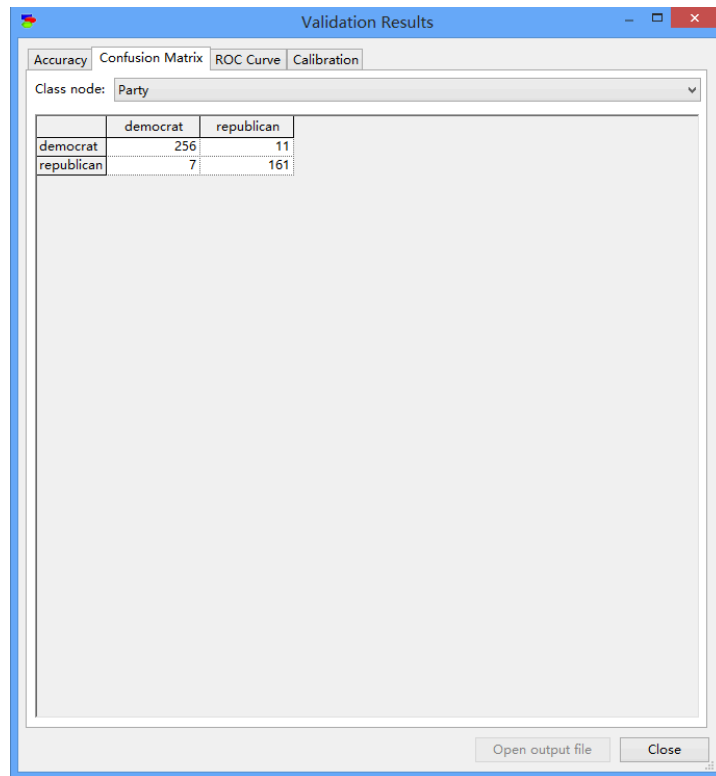 Validation Results
Accuracy Confusion Matrix ROC Curve Calibration
Class node: Party
democrat republican
democrat 256 11
republican 7 161
Open output file Close